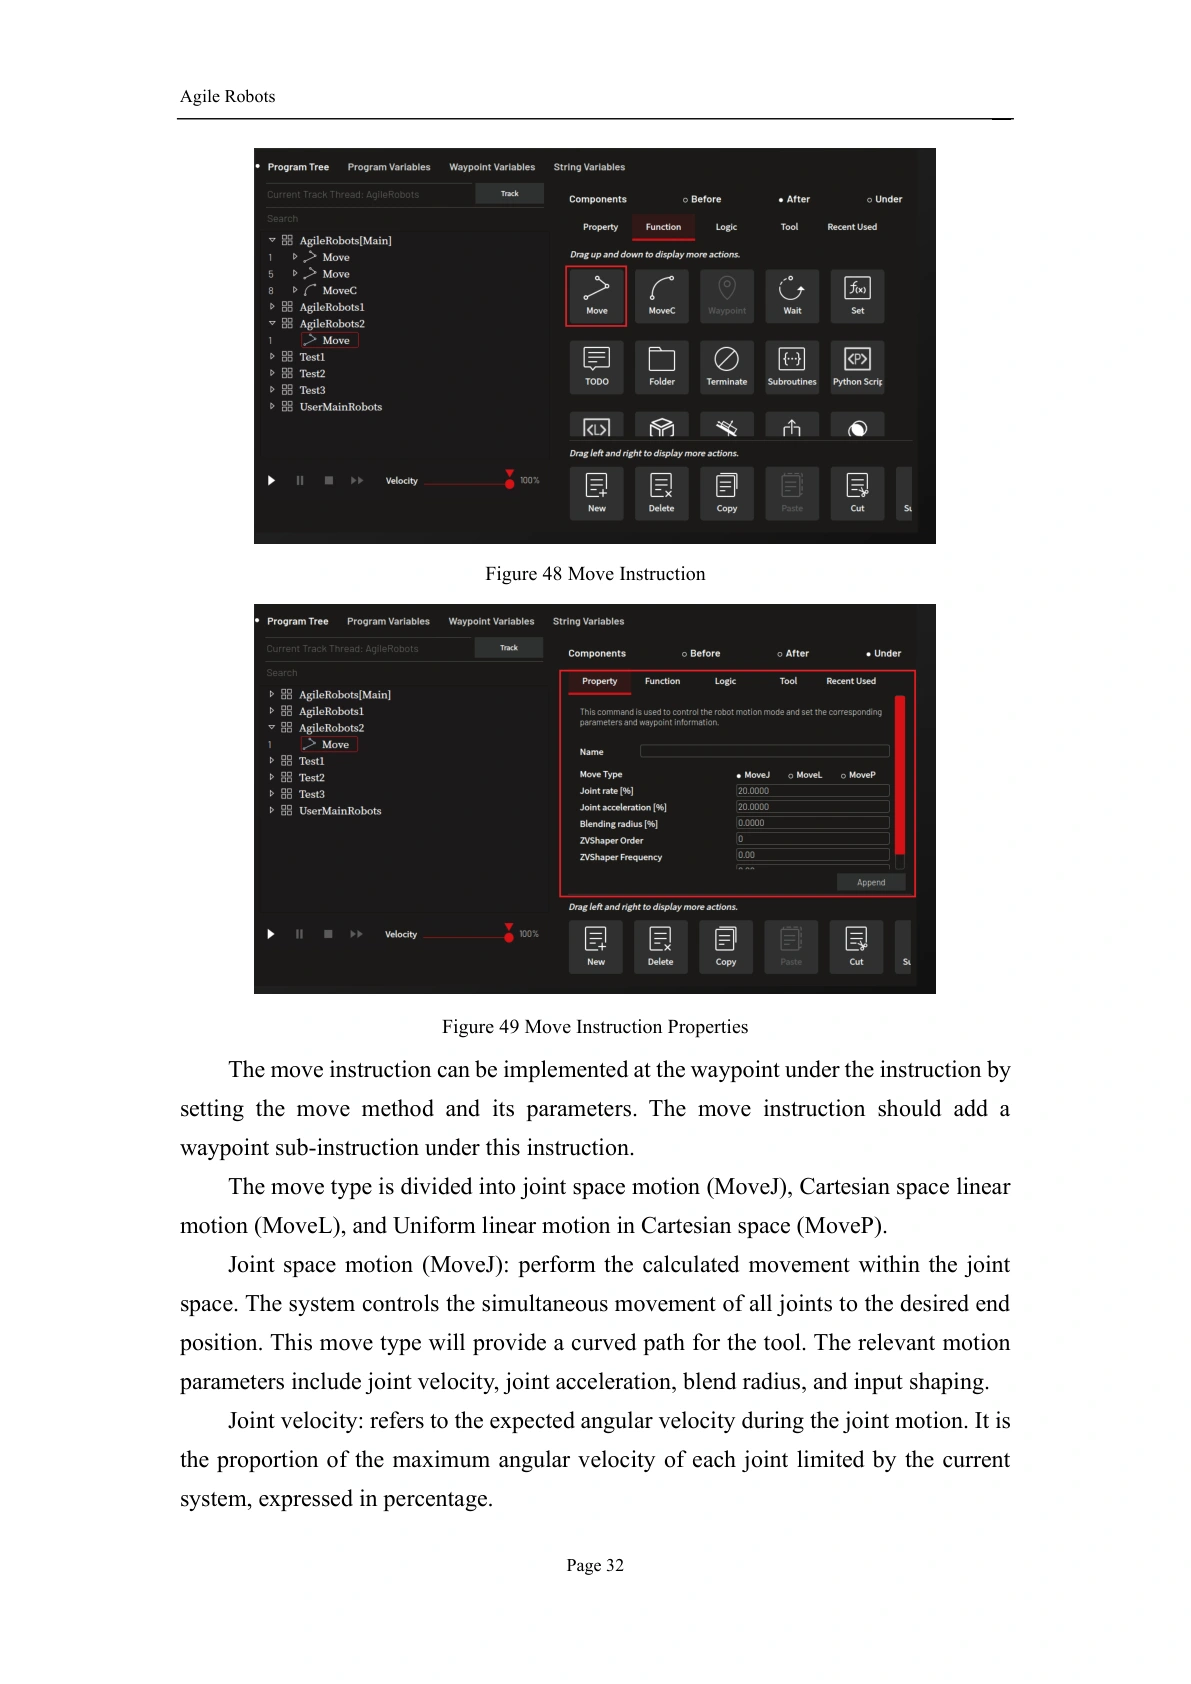 Agile Robots
Program Tree Program Variables Waypoint Variables String Variables
Current Track Thread: AgileRobots Track
Search
AgileRobots[Main]
1 Move
5 Move
8 MoveC
AgileRobots1
AgileRobots2
1 Move
Test1
Test2
Test3
UserMainRobots
Velocity 100%
Components Before After Under
Property Function Logic Tool Recent Used
Drag up and down to display more actions.
Move MoveC Waypoint Wait Set
f(x)
TODO Folder Terminate Subroutines Python Scrip
<P>
<L>
Drag left and right to display more actions.
New Delete Copy Paste Cut Su
Figure 48 Move Instruction
Program Tree Program Variables Waypoint Variables String Variables
Current Track Thread: AgileRobots Track
Search
AgileRobots[Main]
AgileRobots1
AgileRobots2
1 Move
Test1
Test2
Test3
UserMainRobots
Velocity 100%
Components Before After Under
Property Function Logic Tool Recent Used
This command is used to control the robot motion mode and set the corresponding
parameters and waypoint information.
Name
Move Type MoveJ MoveL MoveP
Joint rate [%] 20.0000
Joint acceleration [%] 20.0000
Blending radius [%] 0.0000
ZVShaper Order 0
ZVShaper Frequency 0.00
Append
Drag left and right to display more actions.
New Delete Copy Paste Cut Su
Figure 49 Move Instruction Properties
The move instruction can be implemented at the waypoint under the instruction by
setting the move method and its parameters. The move instruction should add a
waypoint sub-instruction under this instruction.
The move type is divided into joint space motion (MoveJ), Cartesian space linear
motion (MoveL), and Uniform linear motion in Cartesian space (MoveP).
Joint space motion (MoveJ): perform the calculated movement within the joint
space. The system controls the simultaneous movement of all joints to the desired end
position. This move type will provide a curved path for the tool. The relevant motion
parameters include joint velocity, joint acceleration, blend radius, and input shaping.
Joint velocity: refers to the expected angular velocity during the joint motion. It is
the proportion of the maximum angular velocity of each joint limited by the current
system, expressed in percentage.
Page 32